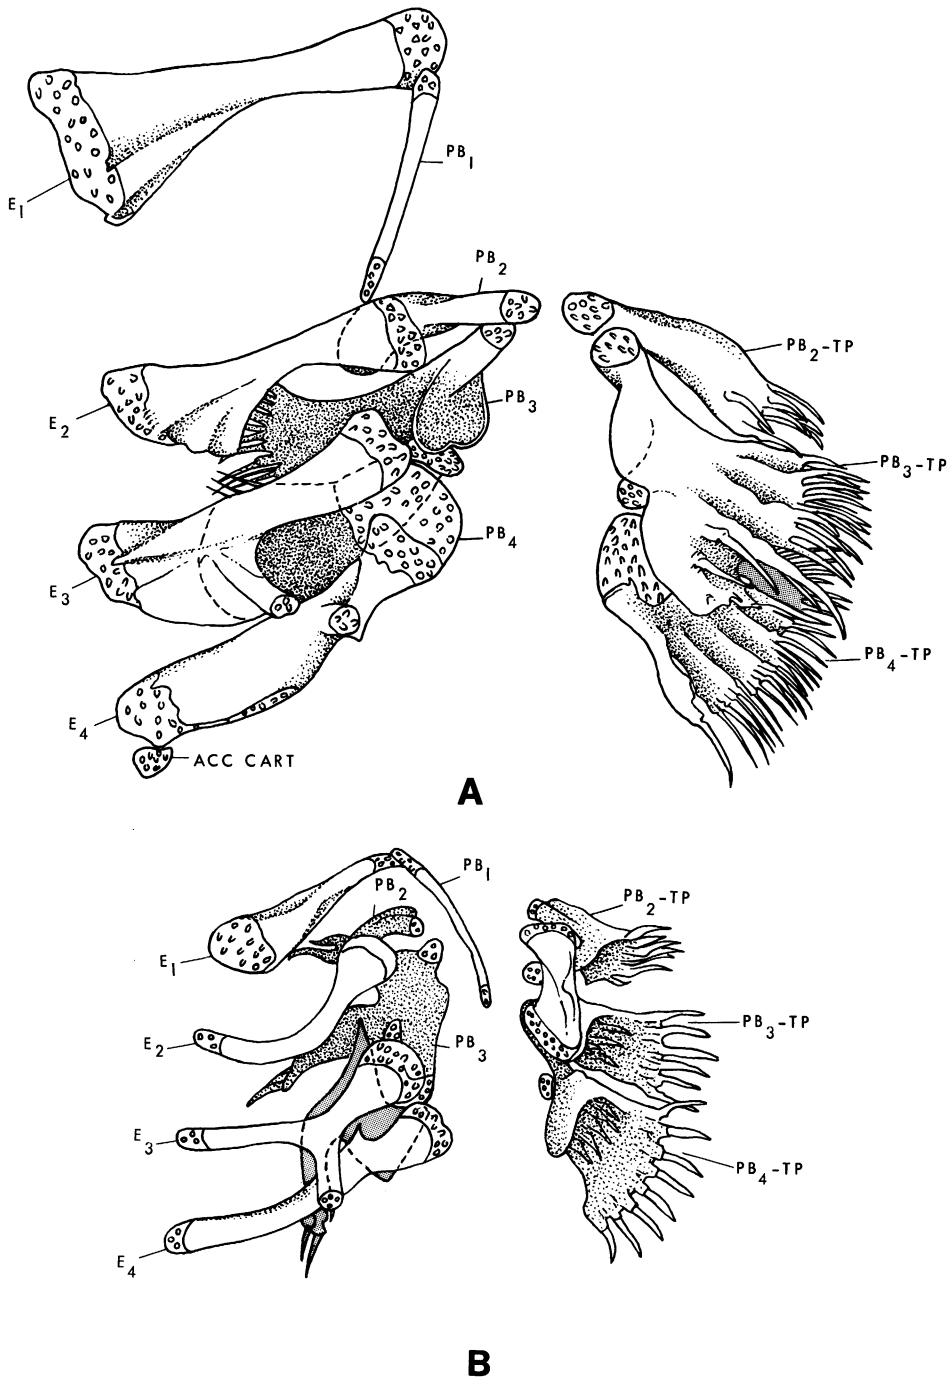 PB1
E1
PB2
PB2-TP
PB3
E2
PB3-TP
PB4
E3
PB4-TP
E4
ACC CART
A
PB1
PB2
PB2-TP
E1
PB3-TP
E2
PB3
E3
PB4-TP
E4
B